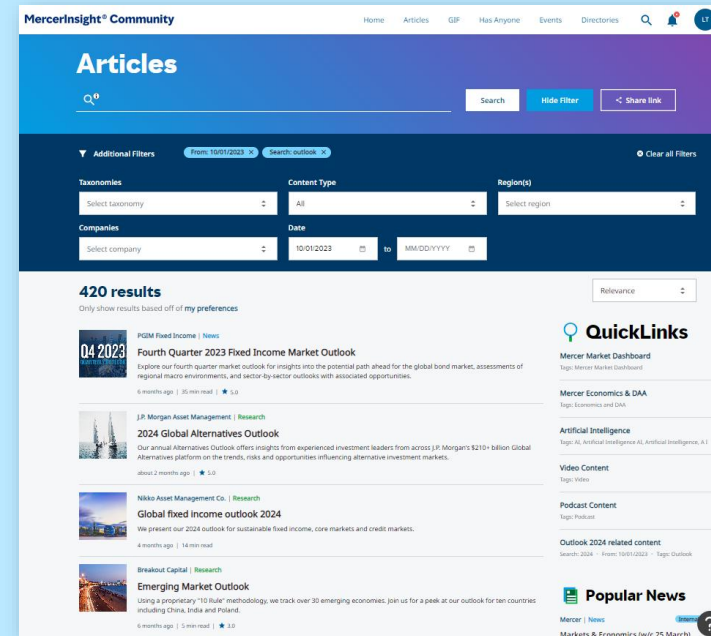 MercerInsight® Community
Home Articles GIF Has Anyone Events Directories
LT
Articles
Search Hide Filter Share link
Additional Filters From: 10/01/2023 × Search: outlook × Clear all Filters
Taxonomies Content Type Region(s)
Select taxonomy All Select region
Companies Date
Select company 10/01/2023 to MM/DD/YYYY
420 results
Only show results based off of my preferences
Relevance
PGIM Fixed Income | News
Q4 2023
Fourth Quarter 2023 Fixed Income Market Outlook
Explore our fourth quarter market outlook for insights into the potential path ahead for the global bond market, assessments of
regional macro environments, and sector-by-sector outlooks with associated opportunities.
6 months ago | 35 min read | ★ 5.0
J.P. Morgan Asset Management | Research
2024 Global Alternatives Outlook
Our annual Alternatives Outlook offers insights from experienced investment leaders from across J.P. Morgan's $210+ billion Global
Alternatives platform on the trends, risks and opportunities influencing alternative investment markets.
about 2 months ago | ★ 5.0
Nikko Asset Management Co. | Research
Global fixed income outlook 2024
We present our 2024 outlook for sustainable fixed income, core markets and credit markets.
4 months ago | 14 min read
Breakout Capital | Research
Emerging Market Outlook
Using a proprietary "10 Rule" methodology, we track over 30 emerging economies. Join us for a peek at our outlook for ten countries
including China, India and Poland.
6 months ago | 5 min read | ★ 3.0
QuickLinks
Mercer Market Dashboard
Tags: Mercer Market Dashboard
Mercer Economics & DAA
Tags: Economics and DAA
Artificial Intelligence
Tags: AI, Artificial Intelligence AI, Artificial Intelligence, A I
Video Content
Tags: Video
Podcast Content
Tags: Podcast
Outlook 2024 related content
Search: 2024 · From: 10/01/2023 · Tags: Outlook
Popular News
Mercer | News
?
Markets & Economics (w/c 25 March)